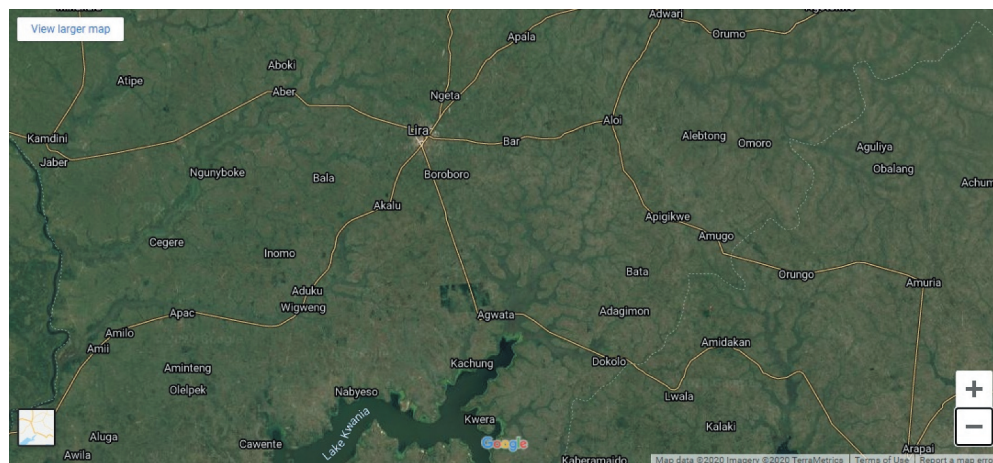 View larger map
Adwari
Orumo
Apala
Aboki
Atipe
Aber
Ngeta
Aloi
Lira
Kamdini
Bar
Alebtong
Omoro
Aguliya
Jaber
Obalang
Ngunyboke
Bala
Boroboro
Achum
Akalu
Apigikwe
Amugo
Cegere
Inomo
Bata
Orungo
Amuria
Aduku
Wigweng
Apac
Agwata
Adagimon
Amilo
Amii
Amidakan
Kachung
Dokolo
Aminteng
Olelpek
Nabyeso
Lwala
Lake Kwania
Kwera
Kalaki
Aluga
Cawente
Google
Arapai
Awila
Kaberamaido
Map data ©2020 Imagery ©2020 TerraMetrics
Terms of Use
Report a map erro